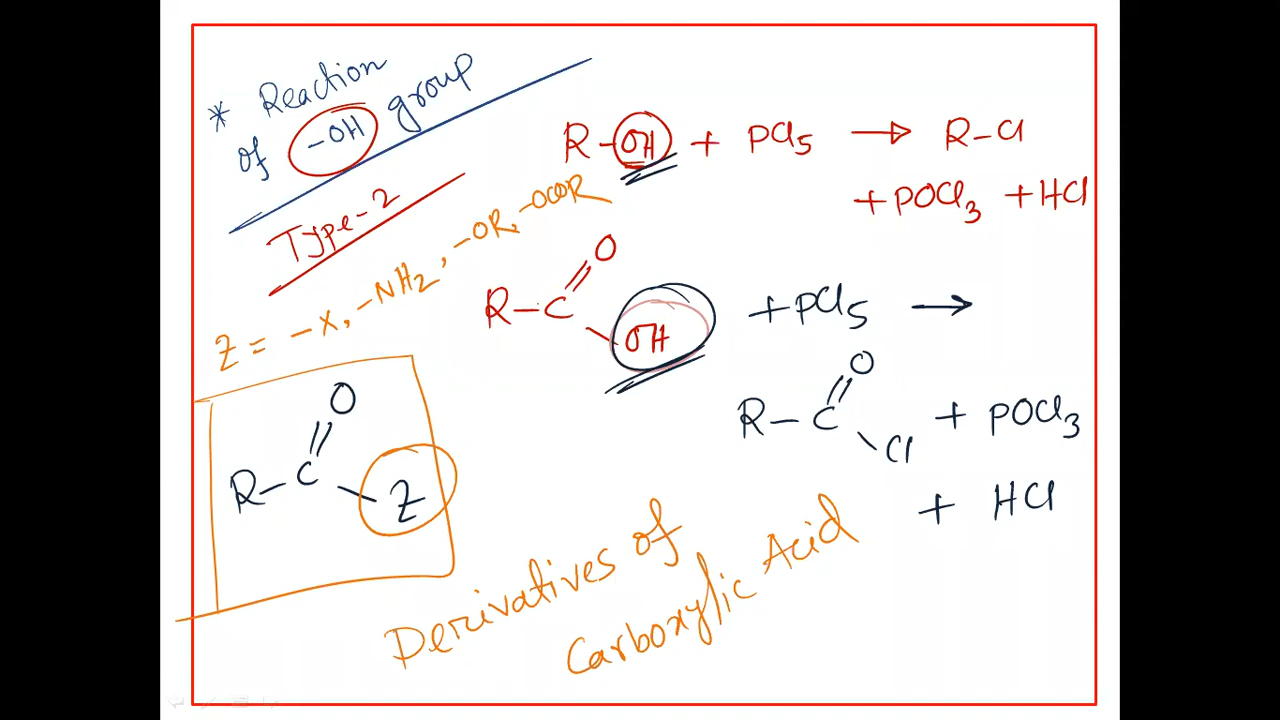 * Reaction
of -OH group
Type-2
R-OH + PCl5 → R-Cl
+ POCl3 + HCl
Z = -X, -NH2, -OR, -OCOR
R-C
O
OH
+ PCl5 →
R-C
O
Cl
+ POCl3
+ HCl
R-C
O
Z
Derivatives of
Carboxylic Acid